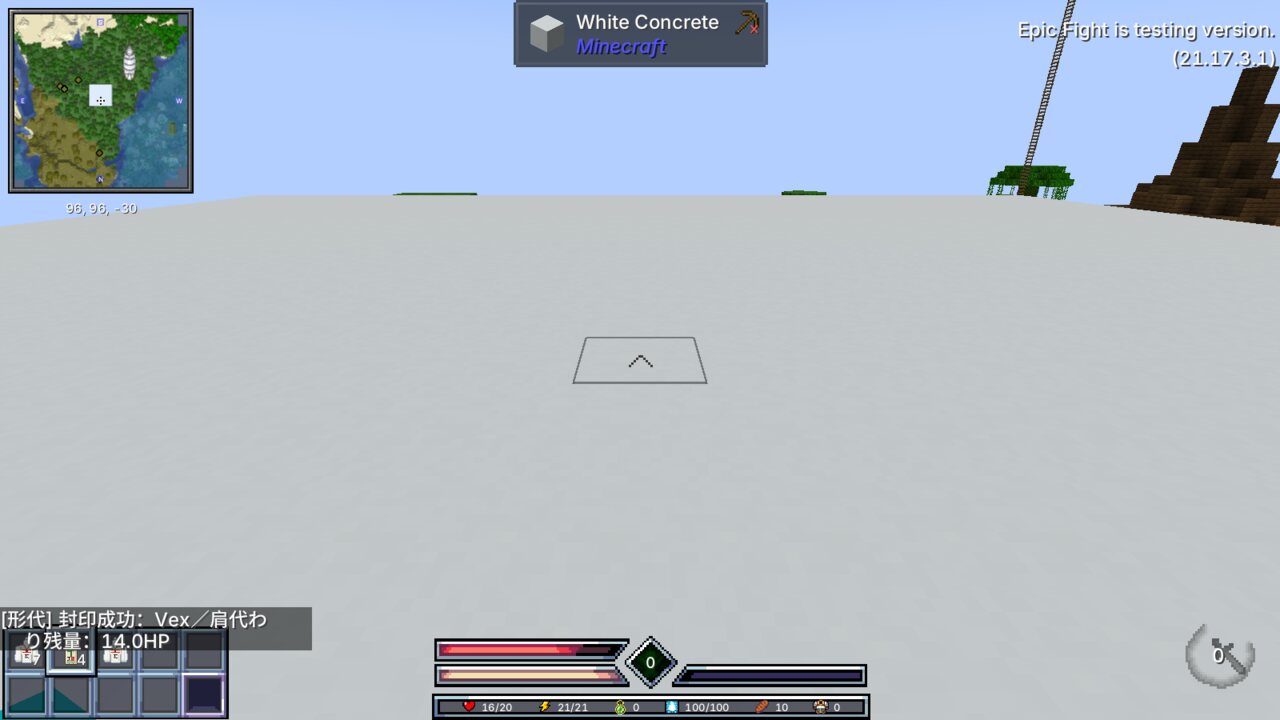 S
E
W
N
96, 96, -30
White Concrete
Minecraft
Epic Fight is testing version.
(21.17.3.1)
[形代] 封印成功: Vex／肩代わ
り残量: 14.0HP
7
4
0
0
16/20
21/21
0
100/100
10
0